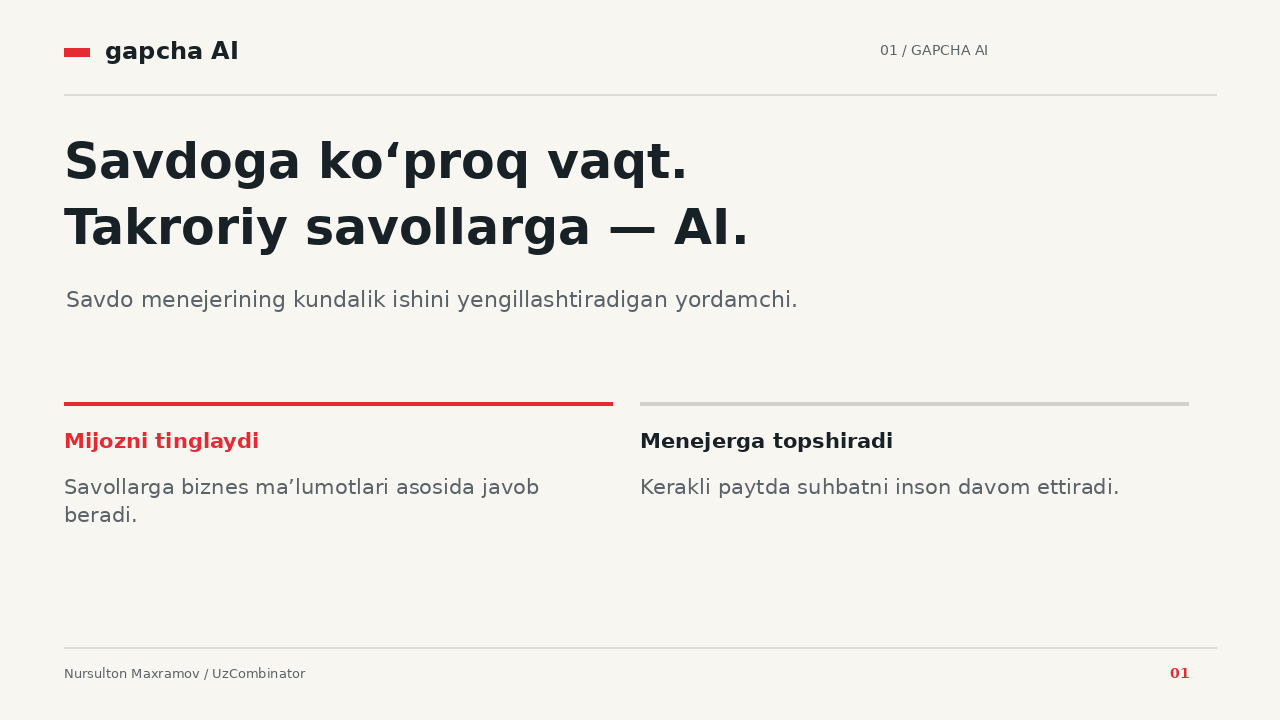 gapcha AI
01 / GAPCHA AI
Savdoga ko‘proq vaqt.
Takroriy savollarga — AI.
Savdo menejerining kundalik ishini yengillashtiradigan yordamchi.
Mijozni tinglaydi
Savollarga biznes ma’lumotlari asosida javob
beradi.
Menejerga topshiradi
Kerakli paytda suhbatni inson davom ettiradi.
Nursulton Maxramov / UzCombinator
01